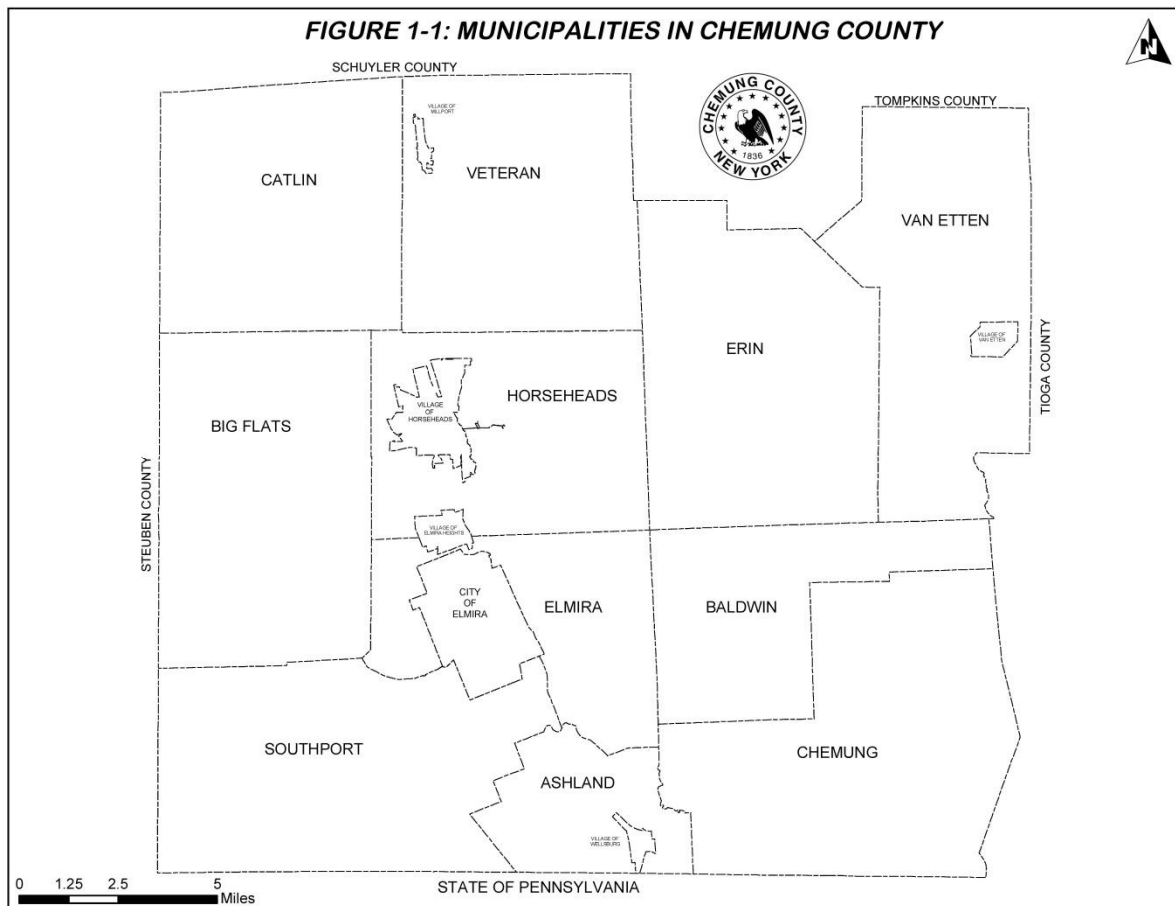 FIGURE 1-1: MUNICIPALITIES IN CHEMUNG COUNTY
N
SCHUYLER COUNTY
CHEMUNG COUNTY
1836
NEW YORK
TOMPKINS COUNTY
VILLAGE OF
MILLPORT
CATLIN
VETERAN
VAN ETTEN
VILLAGE OF
VAN ETTEN
TIOGA COUNTY
ERIN
HORSEHEADS
VILLAGE
OF
HORSEHEADS
BIG FLATS
STEUBEN COUNTY
VILLAGE OF
ELMIRA HEIGHTS
CITY
OF
ELMIRA
ELMIRA
BALDWIN
SOUTHPORT
CHEMUNG
ASHLAND
VILLAGE OF
WELLSBURG
STATE OF PENNSYLVANIA
0 1.25 2.5 5
Miles